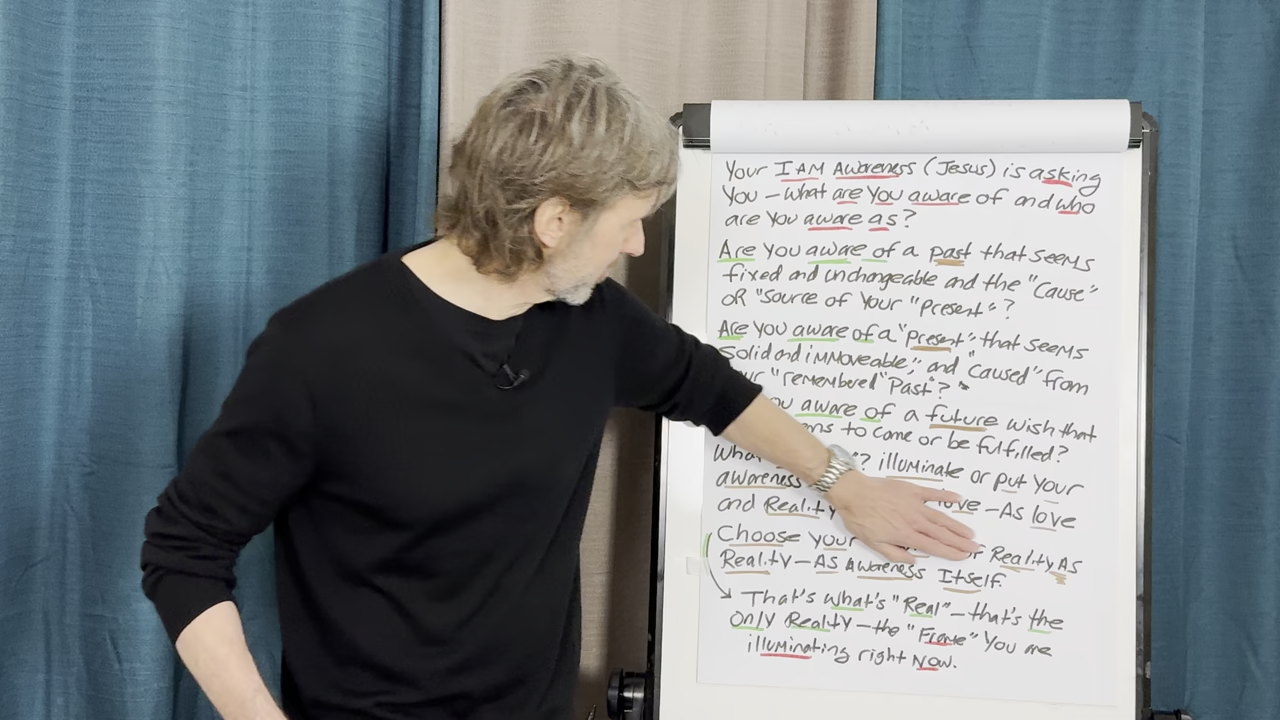 Your I AM AWARENESS (Jesus) is asking
You – what are You aware of and who
are You aware as?
Are You aware of a past that seems
fixed and unchangeable and the "Cause"
OR "Source of Your "Present"?
Are You aware of a "present" that seems
Solid and immoveable; and "Caused" from
"remembered" Past"?
aware of a future wish that
to come or be fulfilled?
What ? illuminate or put Your
awareness love – As love
and Reality
Choose Your Reality As
Reality – As Awareness Itself.
That's what's "Real" – that's the
Only Reality – the "Frame" You are
illuminating right Now.